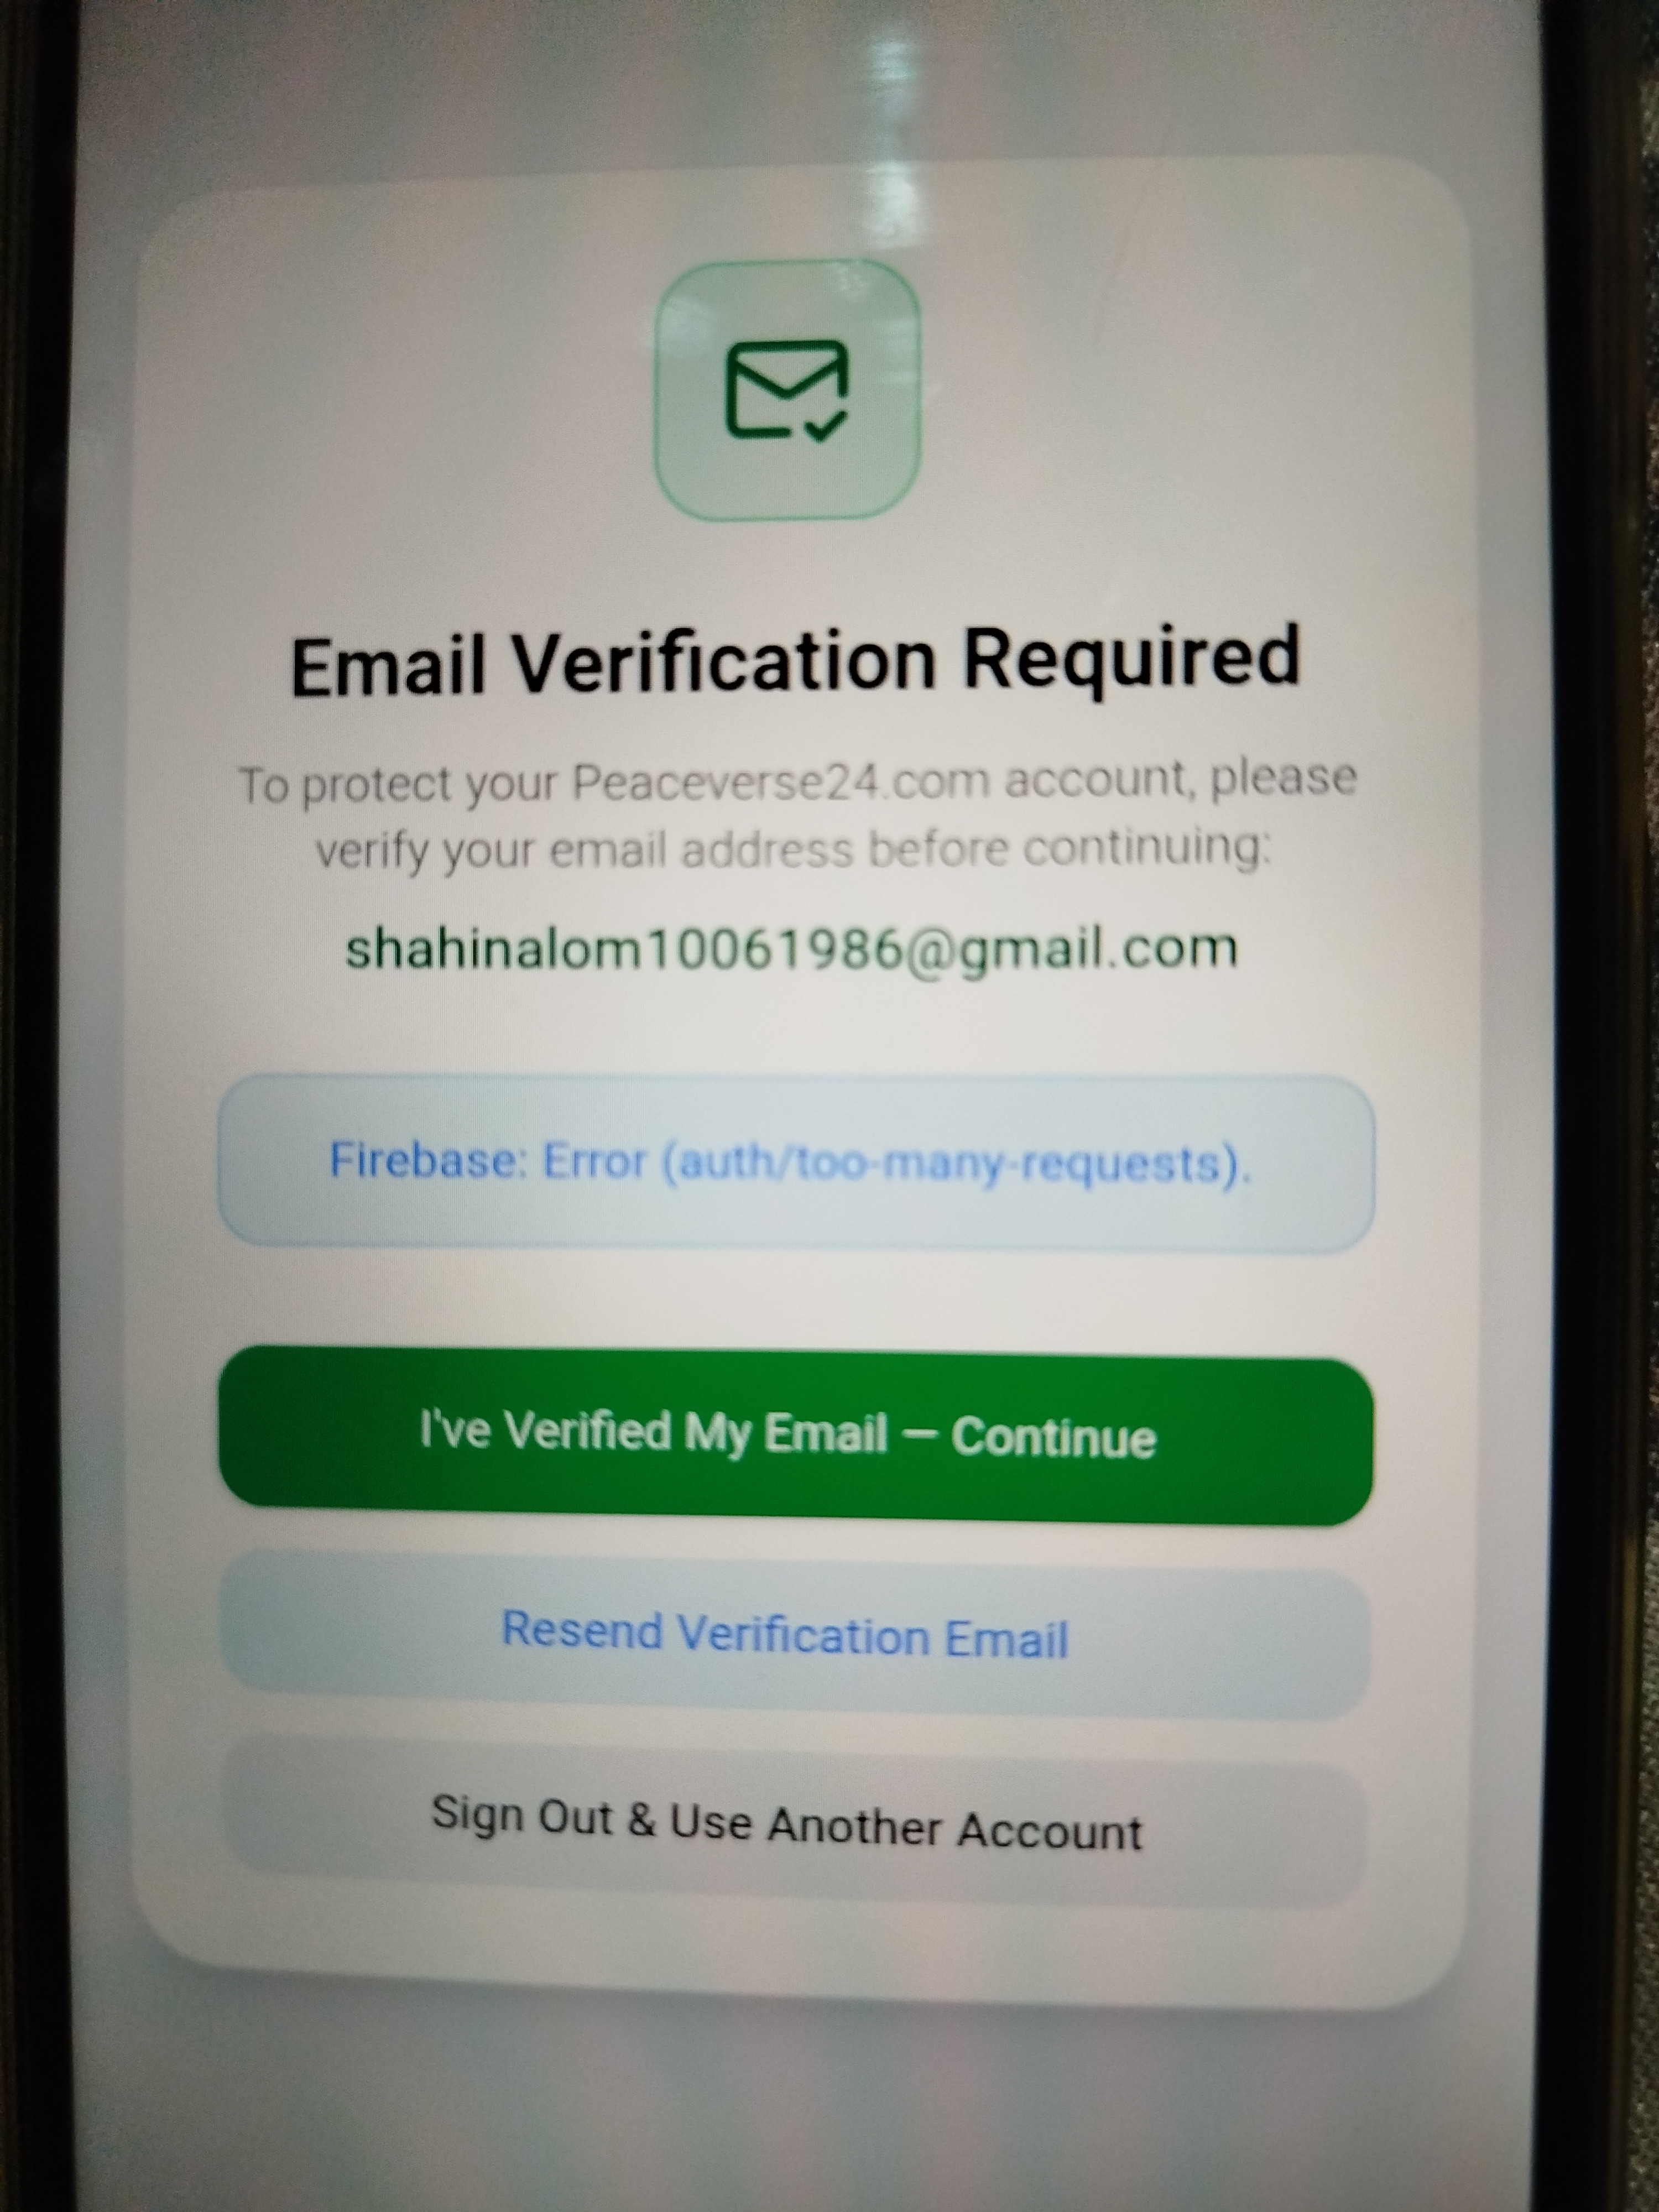 Email Verification Required
To protect your Peaceverse24.com account, please
verify your email address before continuing:
shahinalom10061986@gmail.com
Firebase: Error (auth/too-many-requests).
I've Verified My Email — Continue
Resend Verification Email
Sign Out & Use Another Account